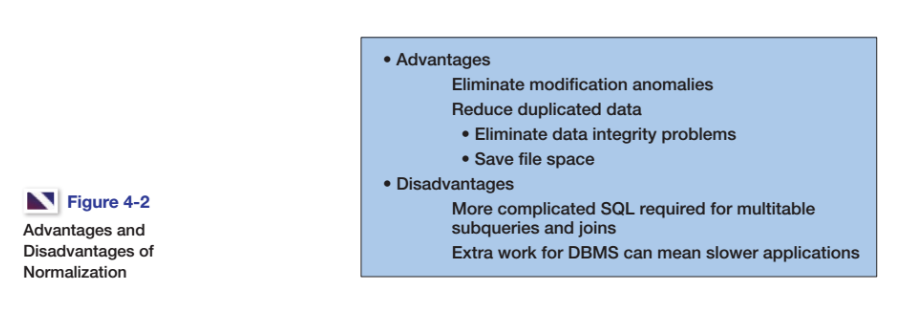 • Advantages
Eliminate modification anomalies
Reduce duplicated data
• Eliminate data integrity problems
• Save file space
• Disadvantages
More complicated SQL required for multitable
subqueries and joins
Extra work for DBMS can mean slower applications
Figure 4-2
Advantages and
Disadvantages of
Normalization